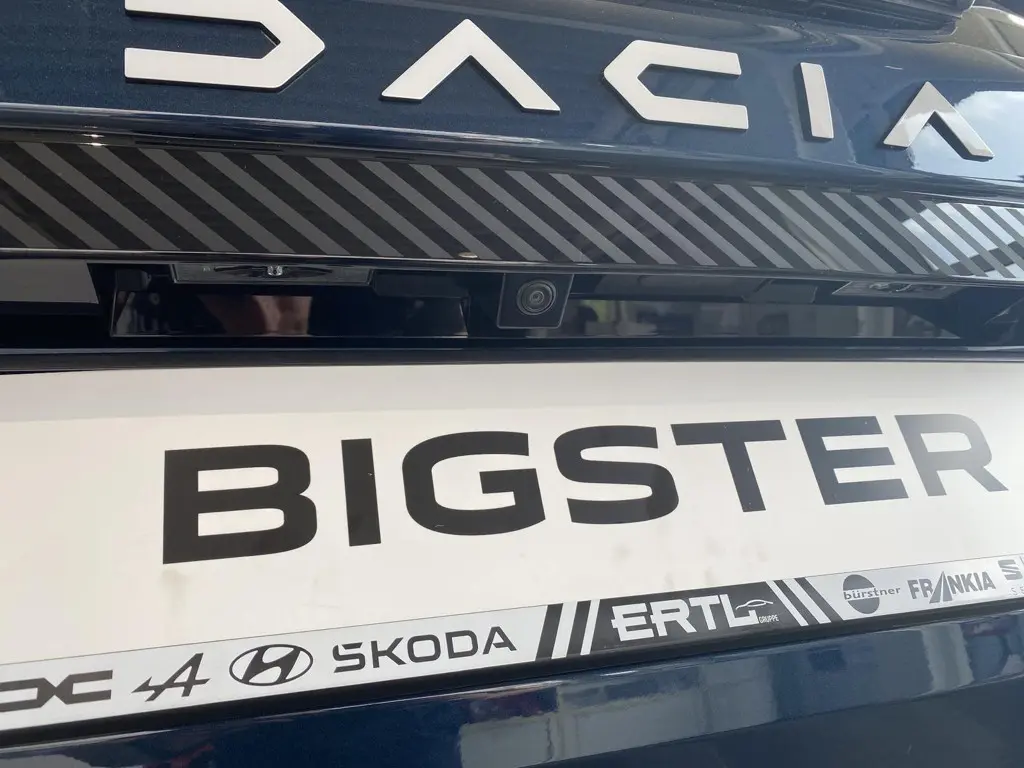 DACIA
BIGSTER
ŠKODA ERTL GRUPPE bürstner FRANKIA